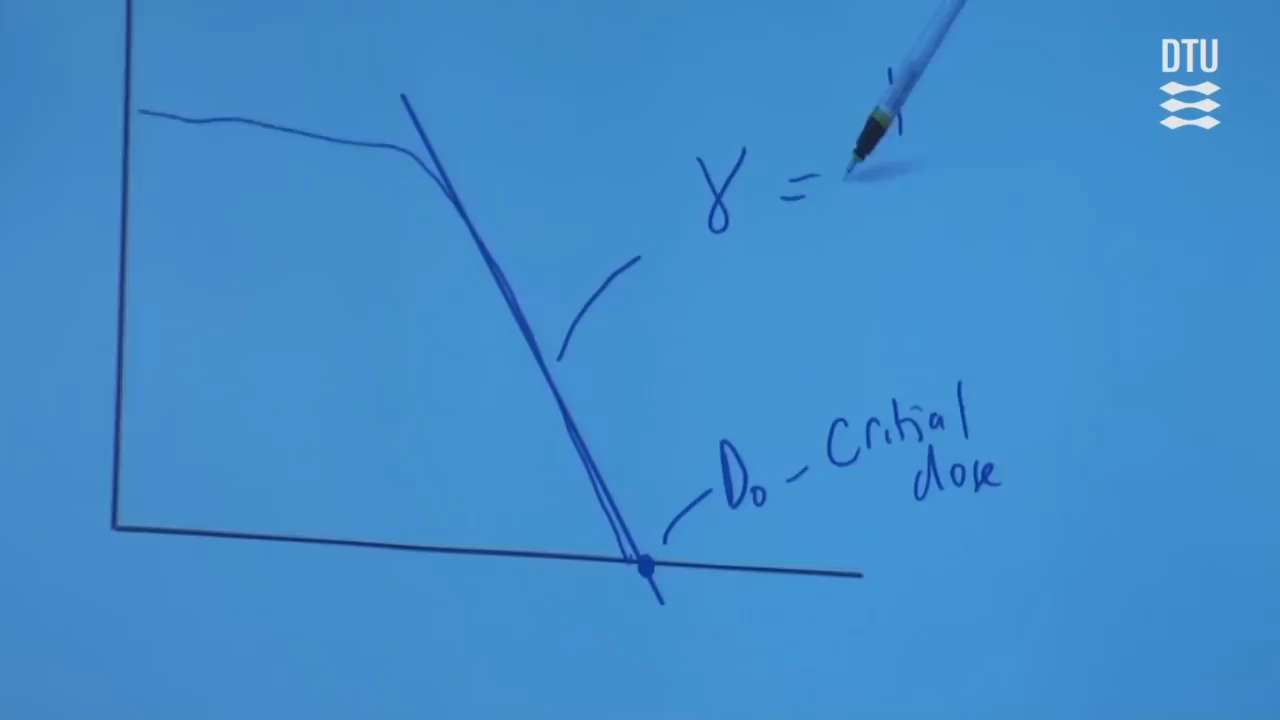 DTU
γ =
D₀ - Critial
dose